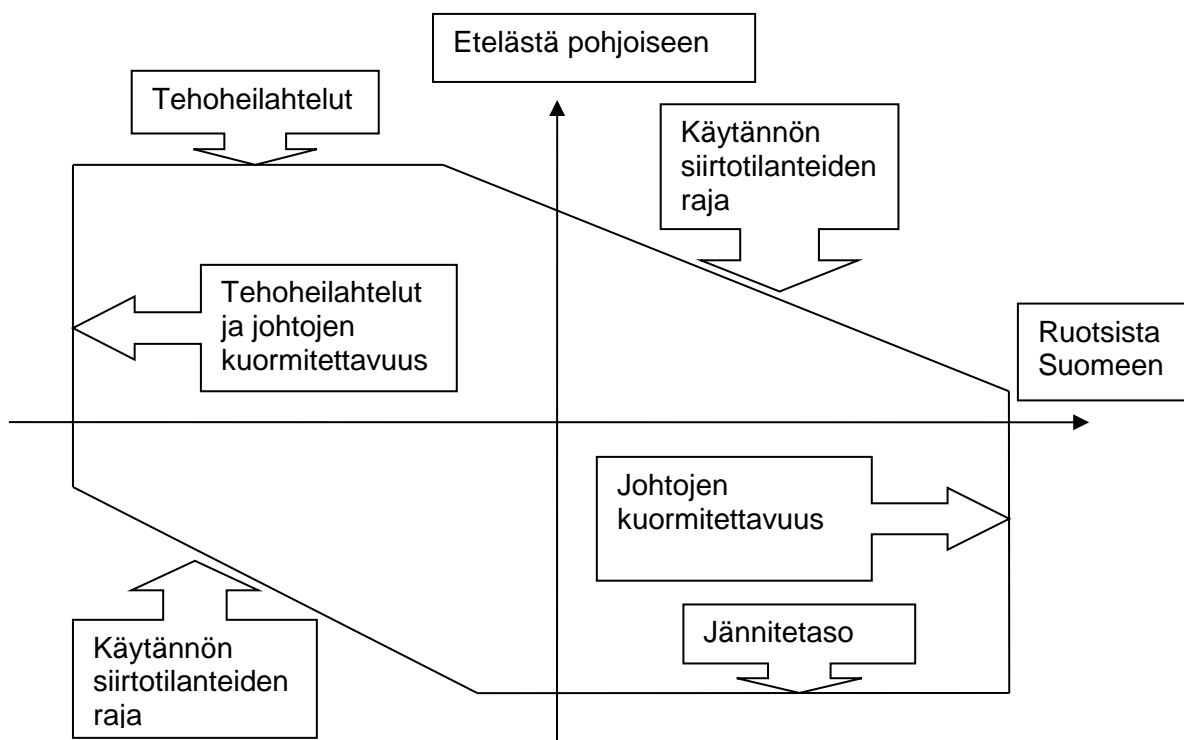 Etelästä pohjoiseen
Tehoheilahtelut
Käytännön
siirtotilanteiden
raja
Tehoheilahtelut
ja johtojen
kuormitettavuus
Ruotsista
Suomeen
Johtojen
kuormitettavuus
Jännitetaso
Käytännön
siirtotilanteiden
raja